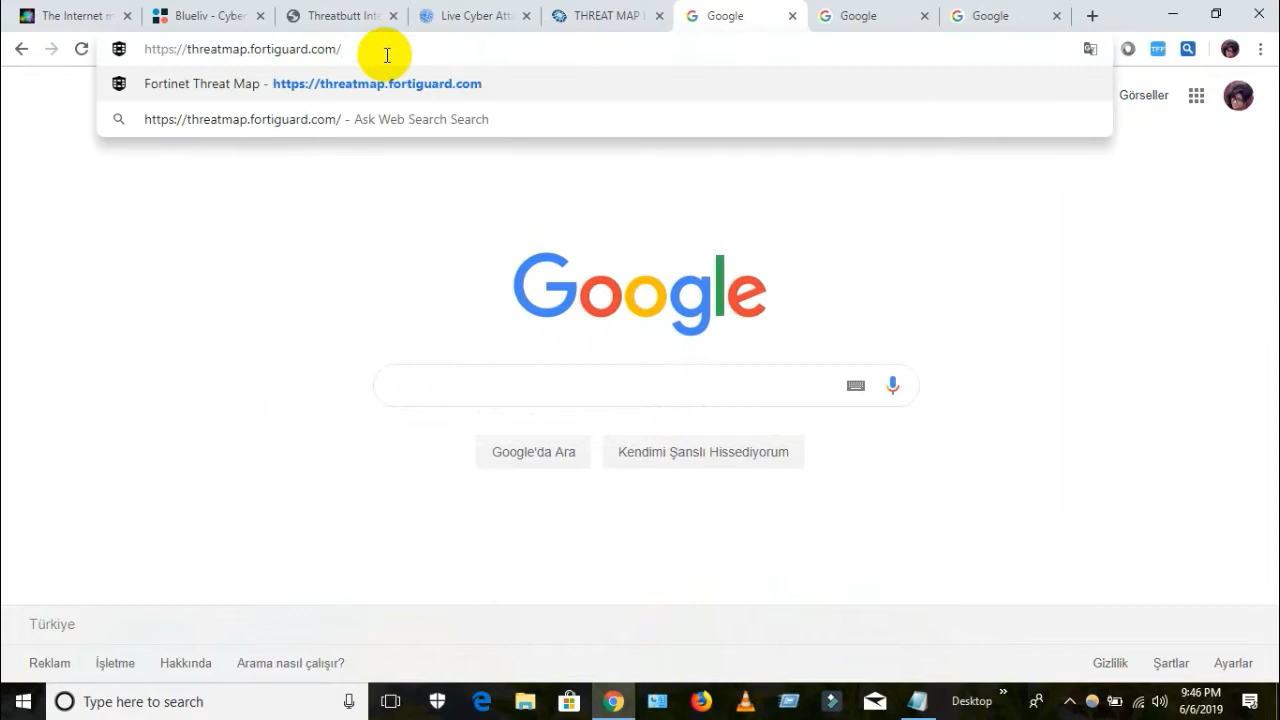 The Internet m
Blueliv - Cyber
Threatbutt Inte
Live Cyber Atta
THREAT MAP
Google
Google
Google
https://threatmap.fortiguard.com/
Fortinet Threat Map - https://threatmap.fortiguard.com
https://threatmap.fortiguard.com/ - Ask Web Search Search
TFF
Görseller
Google
Google'da Ara
Kendimi Şanslı Hissediyorum
Türkiye
Reklam
İşletme
Hakkında
Arama nasıl çalışır?
Gizlilik
Şartlar
Ayarlar
Type here to search
Desktop
9:46 PM
6/6/2019